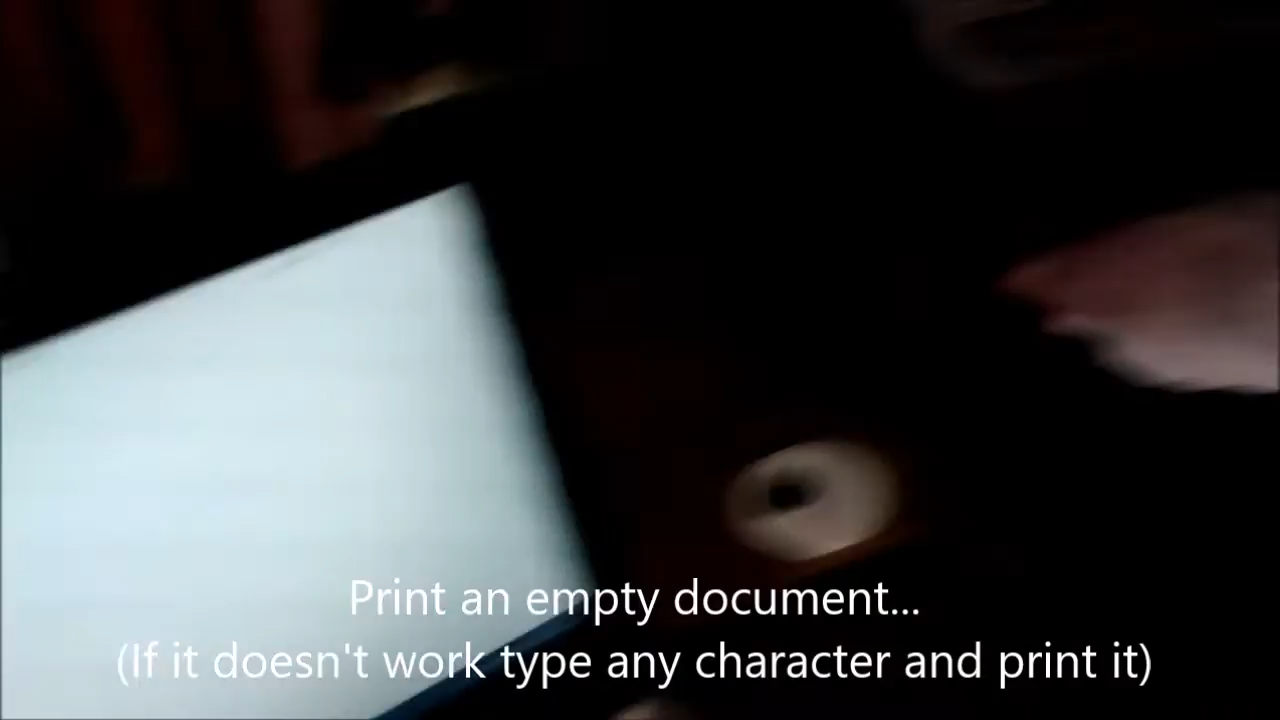 Print an empty document...
(If it doesn't work type any character and print it)